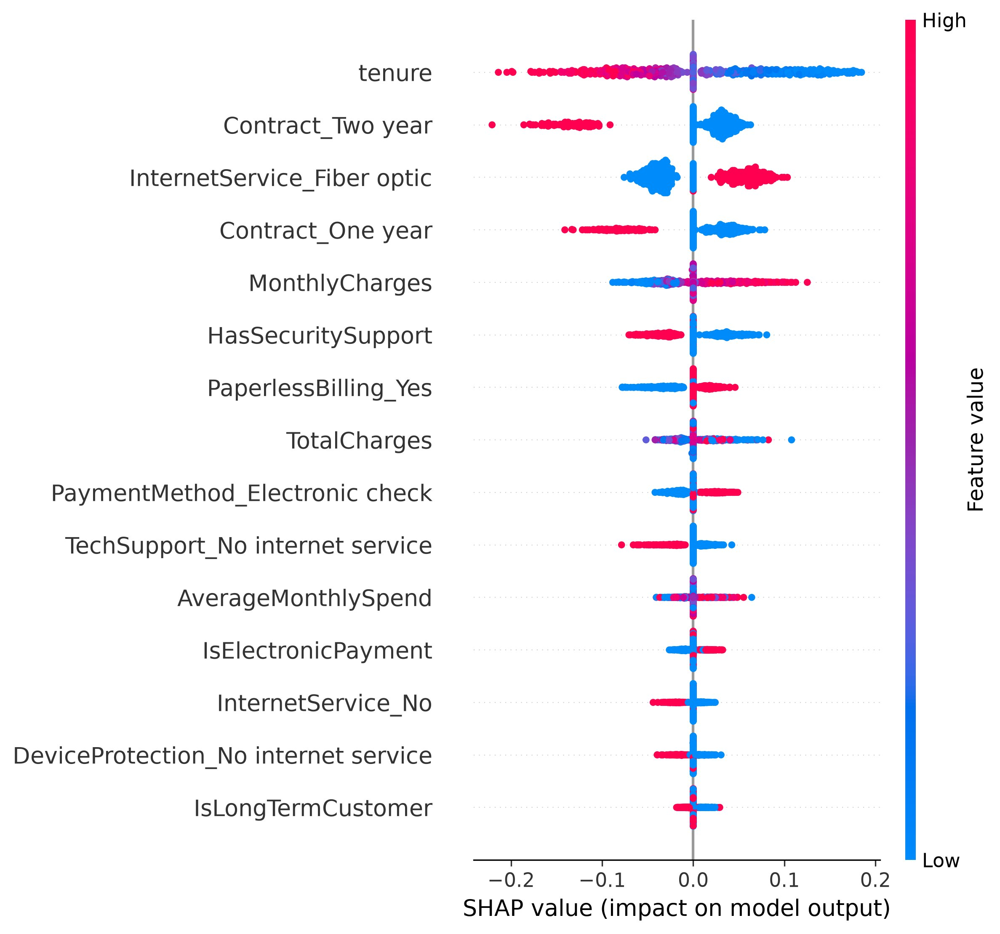 High
tenure
Contract_Two year
InternetService_Fiber optic
Contract_One year
MonthlyCharges
HasSecuritySupport
PaperlessBilling_Yes
TotalCharges
PaymentMethod_Electronic check
TechSupport_No internet service
AverageMonthlySpend
IsElectronicPayment
InternetService_No
DeviceProtection_No internet service
IsLongTermCustomer
Feature value
Low
−0.2 −0.1 0.0 0.1 0.2
SHAP value (impact on model output)